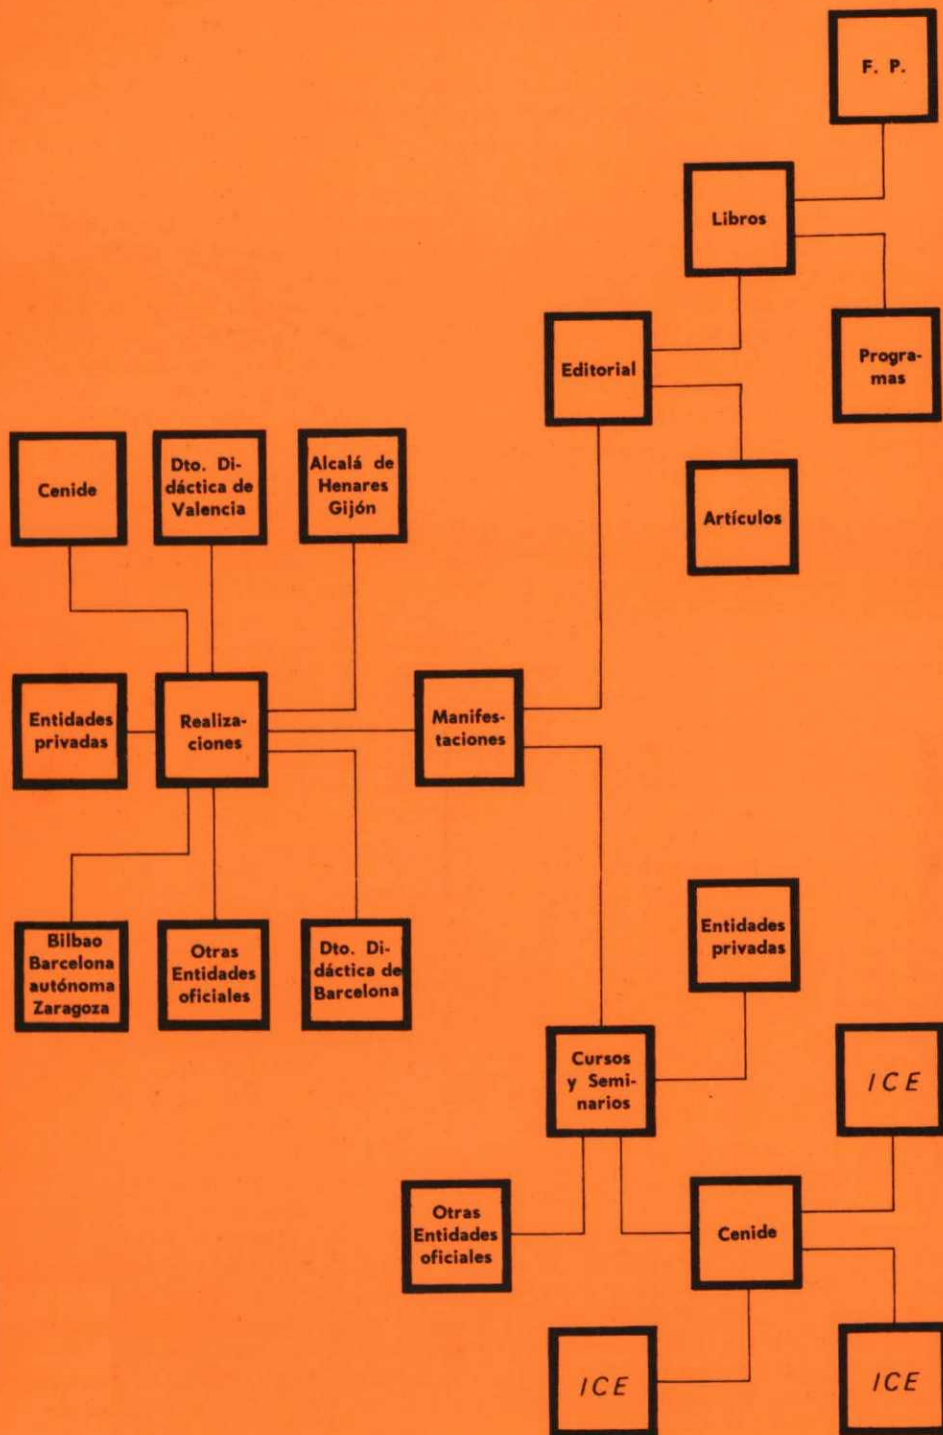 F. P.
Libros
Editorial
Progra-
mas
Cenide
Dto. Di-
dáctica de
Valencia
Alcalá de
Henares
Gijón
Artículos
Entidades
privadas
Realiza-
ciones
Manifes-
taciones
Bilbao
Barcelona
autónoma
Zaragoza
Otras
Entidades
oficiales
Dto. Di-
dáctica de
Barcelona
Entidades
privadas
Cursos
y Semi-
narios
ICE
Otras
Entidades
oficiales
Cenide
ICE
ICE